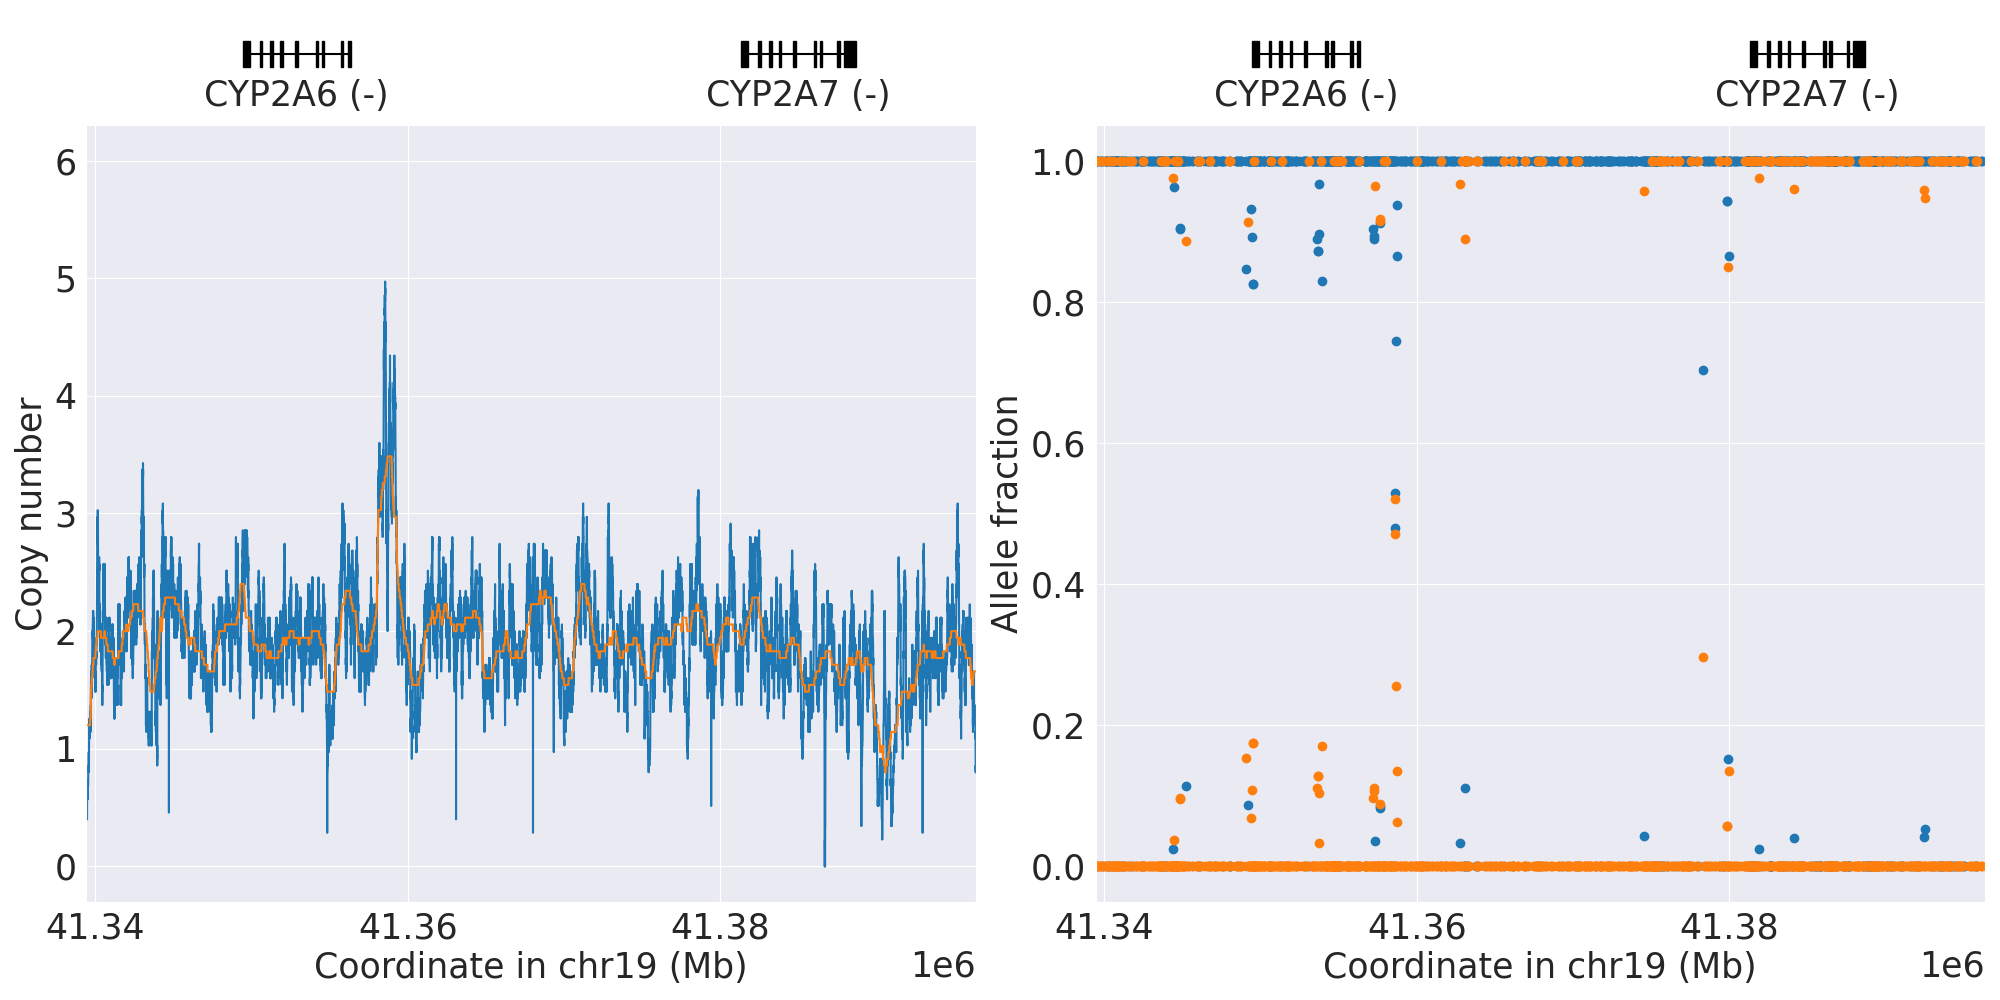 CYP2A6 (-) CYP2A7 (-)
6
5
4
3
2
1
0
Copy number
41.34 41.36 41.38
Coordinate in chr19 (Mb) 1e6
CYP2A6 (-) CYP2A7 (-)
1.0
0.8
0.6
0.4
0.2
0.0
Allele fraction
41.34 41.36 41.38
Coordinate in chr19 (Mb) 1e6